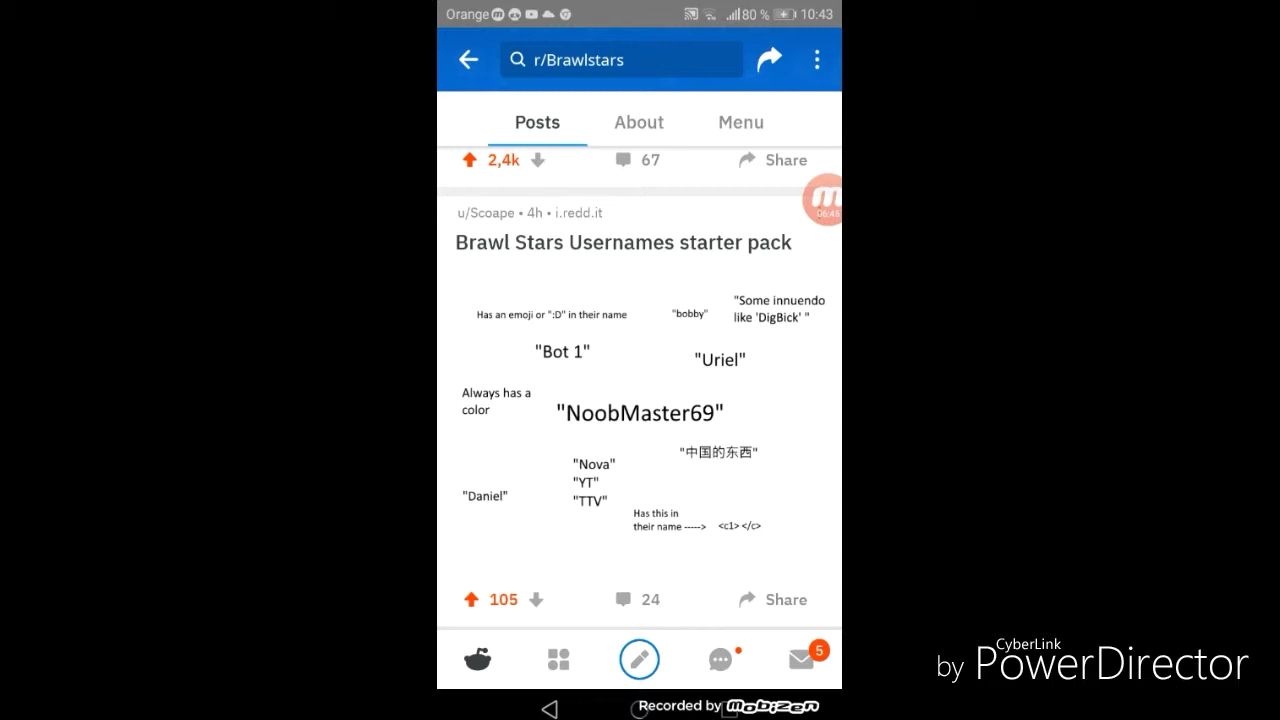 Orange 80 % 10:43
r/Brawlstars
Posts About Menu
2,4k 67 Share
06:48
u/Scoape • 4h • i.redd.it
Brawl Stars Usernames starter pack
Has an emoji or ":D" in their name
"bobby"
"Some innuendo
like 'DigBick' "
"Bot 1"
"Uriel"
Always has a
color
"NoobMaster69"
"中国的东西"
"Nova"
"YT"
"TTV"
"Daniel"
Has this in
their name -----> <c1> </c>
105 24 Share
5
Recorded by mobizen
CyberLink
by PowerDirector